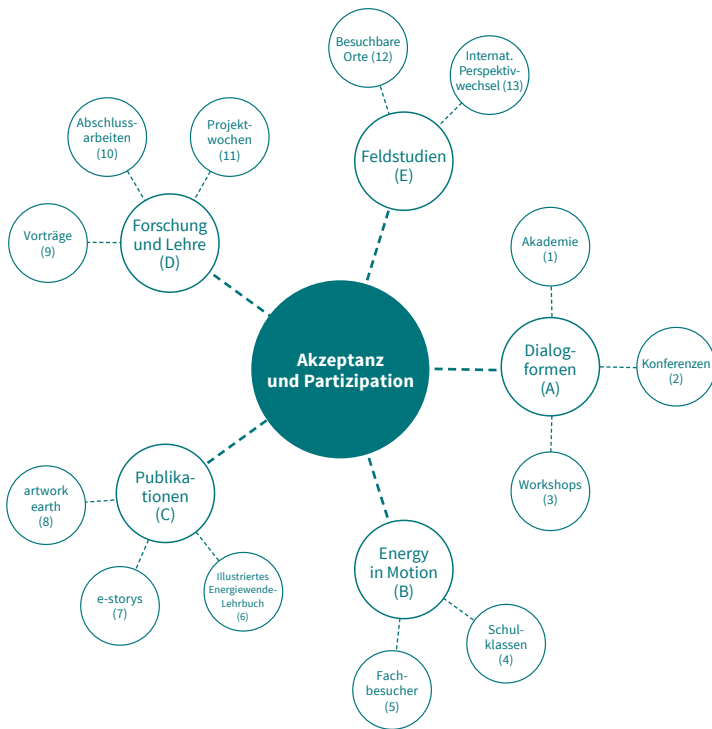 Akzeptanz
und Partizipation
Dialog-
formen
(A)
Akademie
(1)
Konferenzen
(2)
Workshops
(3)
Energy
in Motion
(B)
Schul-
klassen
(4)
Fach-
besucher
(5)
Publika-
tionen
(C)
Illustriertes
Energiewende-
Lehrbuch
(6)
e-storys
(7)
artwork
earth
(8)
Forschung
und Lehre
(D)
Vorträge
(9)
Abschluss-
arbeiten
(10)
Projekt-
wochen
(11)
Feldstudien
(E)
Besuchbare
Orte (12)
Internat.
Perspektiv-
wechsel (13)